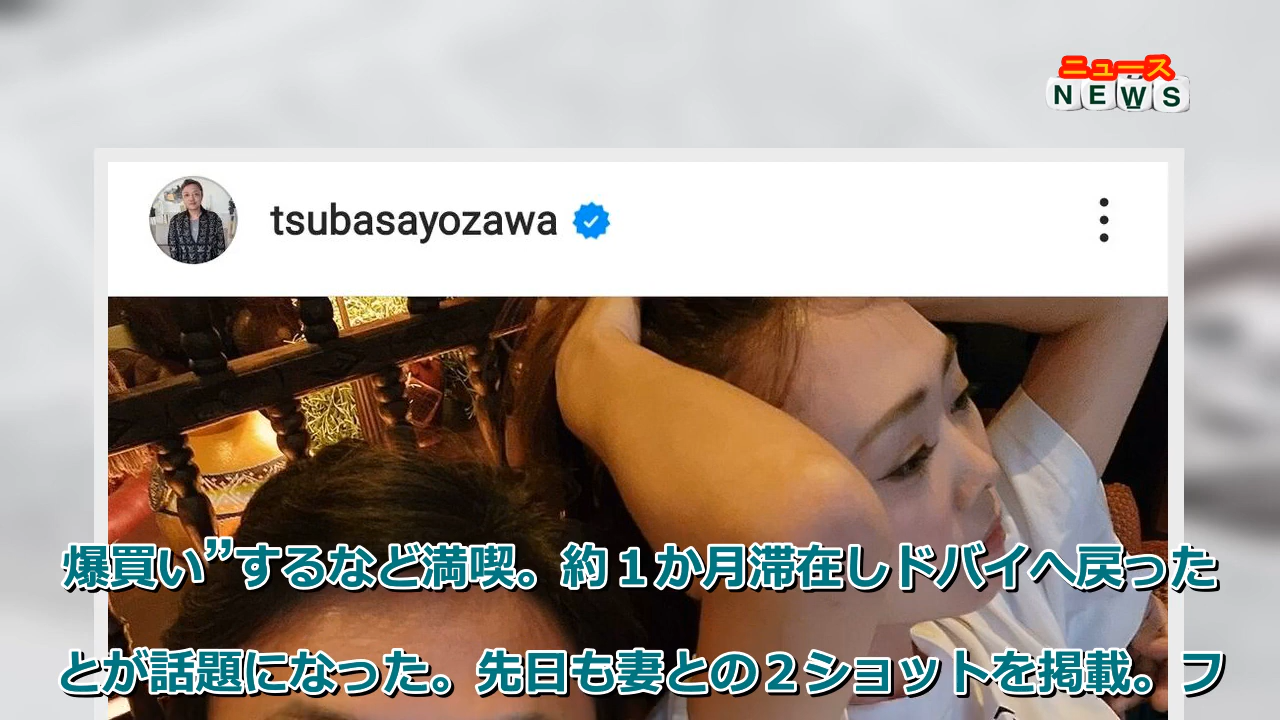 ニュース
NEWS
tsubasayozawa
爆買い”するなど満喫。約１か月滞在しドバイへ戻った
とが話題になった。先日も妻との２ショットを掲載。フ